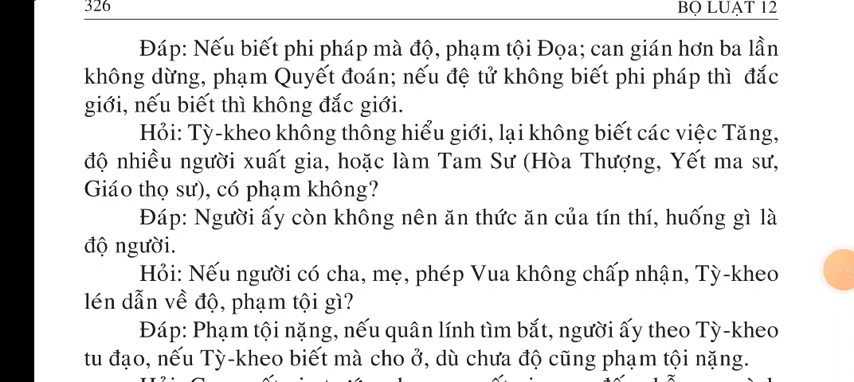 326
BỘ LUẬT 12
Đáp: Nếu biết phi pháp mà độ, phạm tội Đọa; can gián hơn ba lần
không dừng, phạm Quyết đoán; nếu đệ tử không biết phi pháp thì đắc
giới, nếu biết thì không đắc giới.
Hỏi: Tỳ-kheo không thông hiểu giới, lại không biết các việc Tăng,
độ nhiều người xuất gia, hoặc làm Tam Sư (Hòa Thượng, Yết ma sư,
Giáo thọ sư), có phạm không?
Đáp: Người ấy còn không nên ăn thức ăn của tín thí, huống gì là
độ người.
Hỏi: Nếu người có cha, mẹ, phép Vua không chấp nhận, Tỳ-kheo
lén dẫn về độ, phạm tội gì?
Đáp: Phạm tội nặng, nếu quân lính tìm bắt, người ấy theo Tỳ-kheo
tu đạo, nếu Tỳ-kheo biết mà cho ở, dù chưa độ cũng phạm tội nặng.